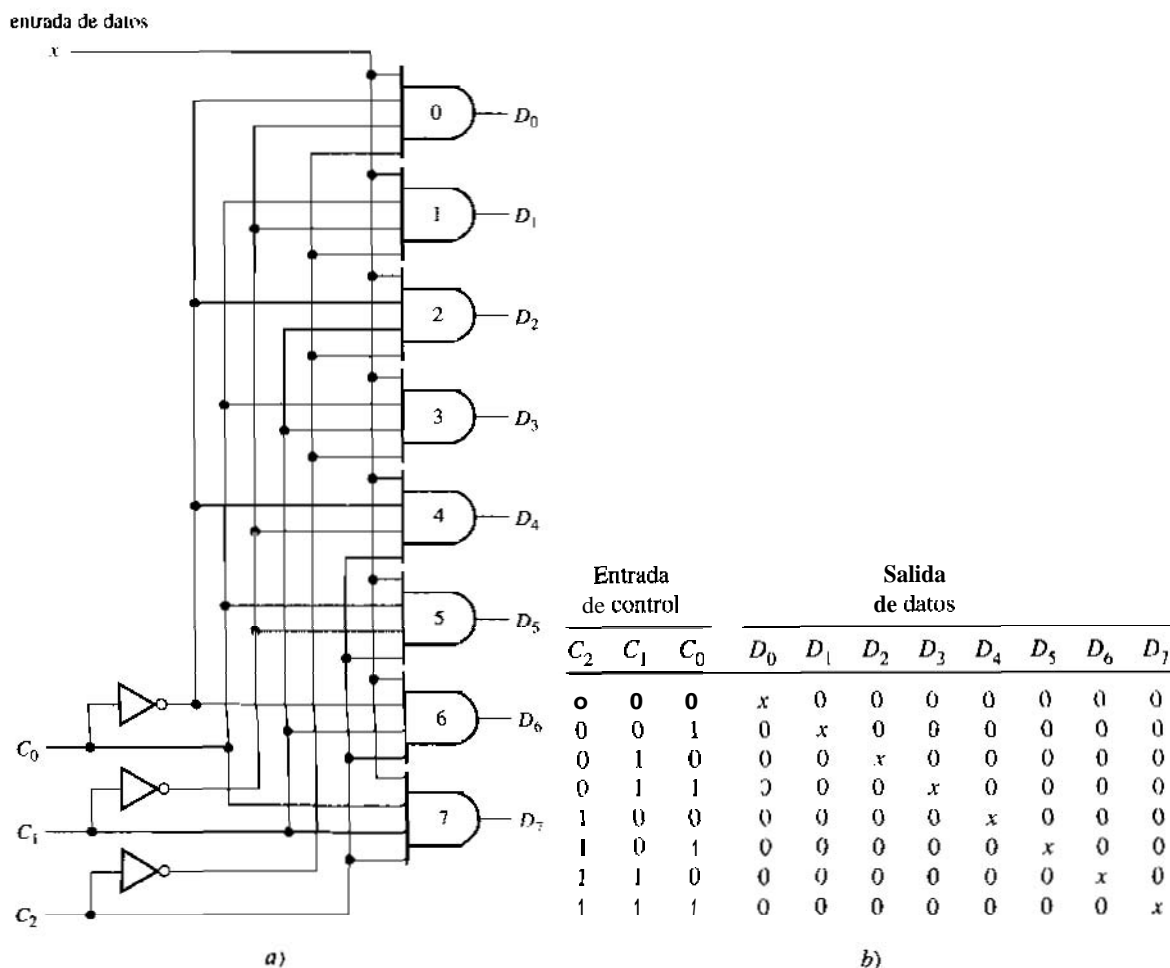 entrada de datos
x
0 D₀
1 D₁
2 D₂
3 D₃
4 D₄
5 D₅
6 D₆
7 D₇
C₀
C₁
C₂
a)
Entrada de control
Salida de datos
C₂ C₁ C₀ D₀ D₁ D₂ D₃ D₄ D₅ D₆ D₇
0 0 0 x 0 0 0 0 0 0 0
0 0 1 0 x 0 0 0 0 0 0
0 1 0 0 0 x 0 0 0 0 0
0 1 1 0 0 0 x 0 0 0 0
1 0 0 0 0 0 0 x 0 0 0
1 0 1 0 0 0 0 0 x 0 0
1 1 0 0 0 0 0 0 0 x 0
1 1 1 0 0 0 0 0 0 0 x
b)